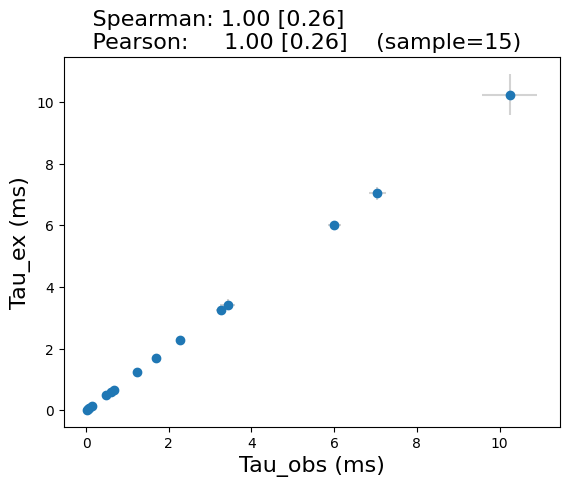 Spearman: 1.00 [0.26]
Pearson: 1.00 [0.26] (sample=15)
10
8
6
4
2
0
Tau_ex (ms)
0 2 4 6 8 10
Tau_obs (ms)